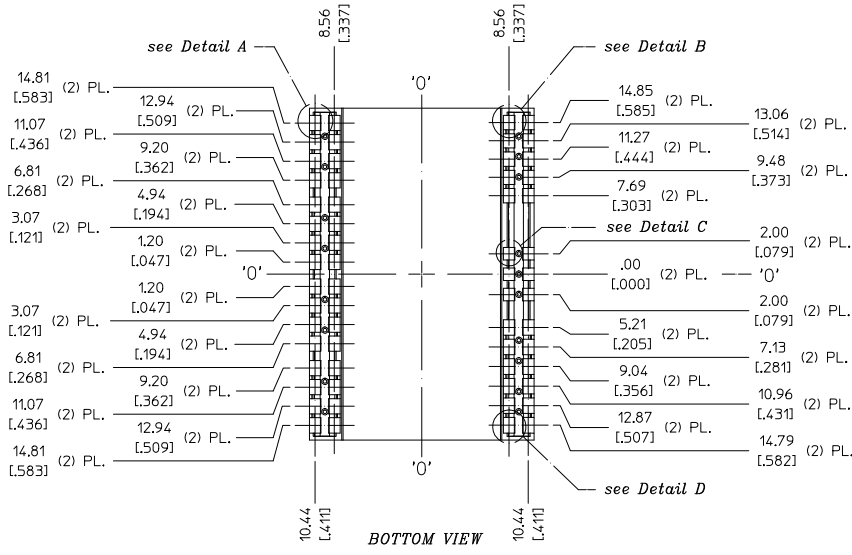 8.56
[.337]
8.56
[.337]
see Detail A
see Detail B
'0'
14.81
[.583] (2) PL.
12.94
[.509] (2) PL.
11.07
[.436] (2) PL.
9.20
[.362] (2) PL.
6.81
[.268] (2) PL.
4.94
[.194] (2) PL.
3.07
[.121] (2) PL.
1.20
[.047] (2) PL.
'0'
1.20
[.047] (2) PL.
3.07
[.121] (2) PL.
4.94
[.194] (2) PL.
6.81
[.268] (2) PL.
9.20
[.362] (2) PL.
11.07
[.436] (2) PL.
12.94
[.509] (2) PL.
14.81
[.583] (2) PL.
14.85
[.585] (2) PL.
13.06
[.514] (2) PL.
11.27
[.444] (2) PL.
9.48
[.373] (2) PL.
7.69
[.303] (2) PL.
see Detail C
2.00
[.079] (2) PL.
.00
[.000] (2) PL.
'0'
2.00
[.079] (2) PL.
5.21
[.205] (2) PL.
7.13
[.281] (2) PL.
9.04
[.356] (2) PL.
10.96
[.431] (2) PL.
12.87
[.507] (2) PL.
14.79
[.582] (2) PL.
'0'
see Detail D
10.44
[.411]
10.44
[.411]
BOTTOM VIEW